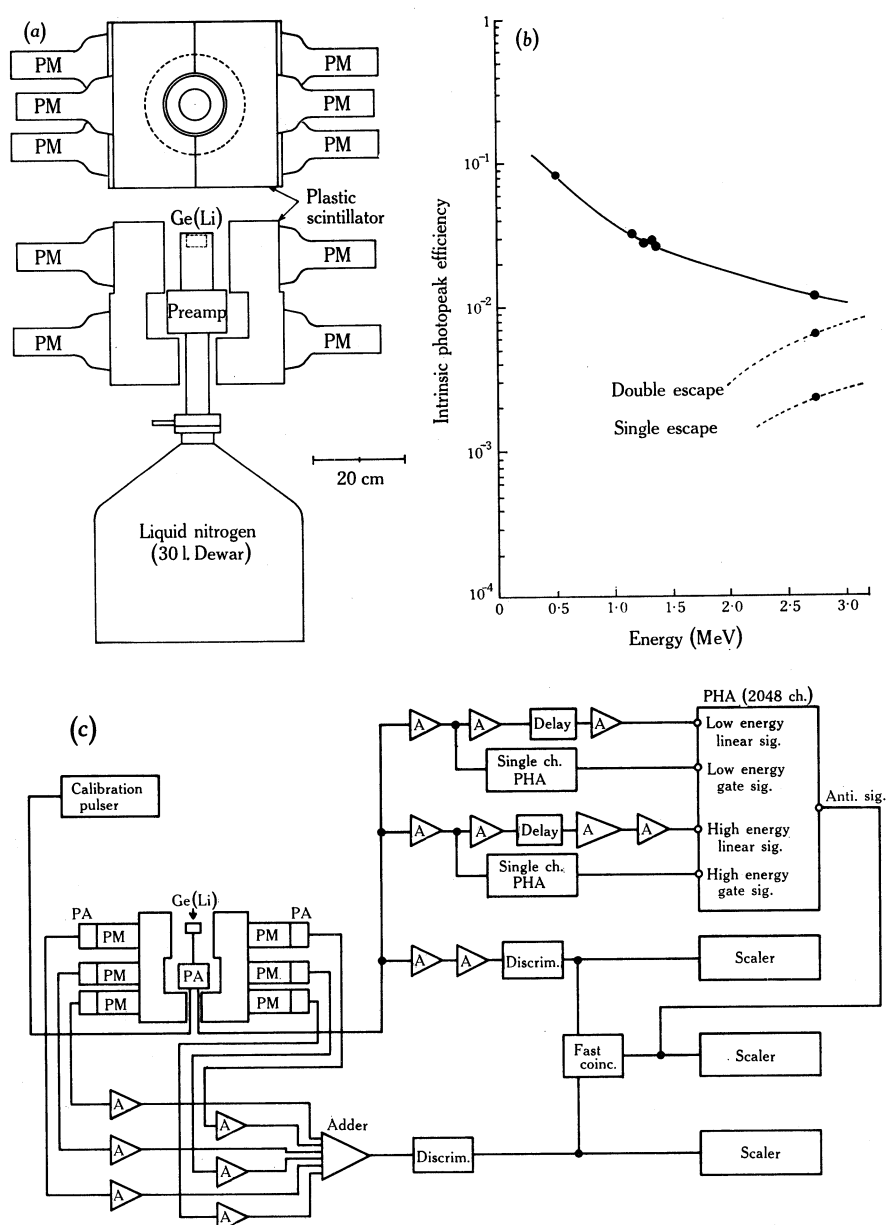 (a)
PM
PM
PM
PM
PM
PM
Plastic
scintillator
Ge(Li)
PM
PM
Preamp
PM
PM
20 cm
Liquid nitrogen
(30 l. Dewar)
(b)
Intrinsic photopeak efficiency
1
10⁻¹
10⁻²
10⁻³
10⁻⁴
Double escape
Single escape
0
0·5
1·0
1·5
2·0
2·5
3·0
Energy (MeV)
(c)
PHA (2048 ch.)
A
A
Delay
A
Low energy
linear sig.
Single ch.
PHA
Low energy
gate sig.
Calibration
pulser
Anti. sig.
A
A
Delay
A
A
High energy
linear sig.
Single ch.
PHA
High energy
gate sig.
Ge(Li)
PA
PA
PM
PM
PM
PM
PM
PM
PA
A
A
Discrim.
Scaler
Fast
coinc.
Scaler
A
A
A
A
A
A
Adder
Discrim.
Scaler